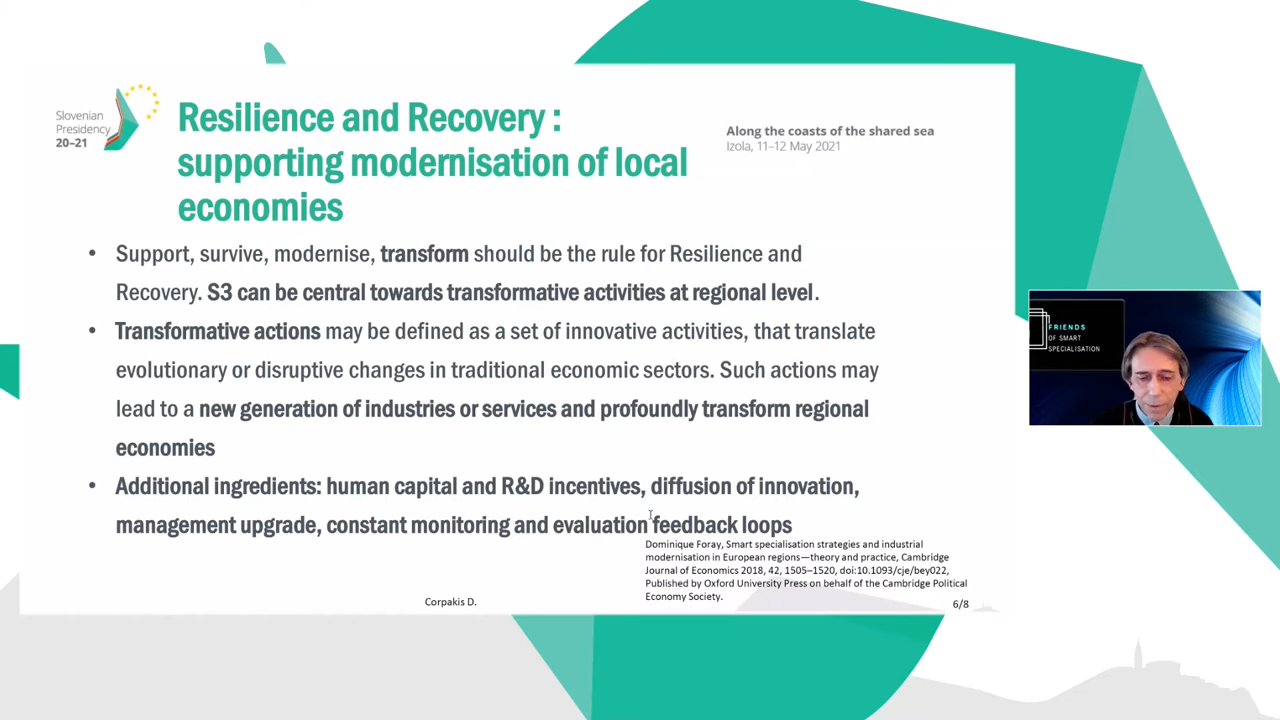 Slovenian
Presidency
20–21
Resilience and Recovery :
supporting modernisation of local
economies
Along the coasts of the shared sea
Izola, 11–12 May 2021
• Support, survive, modernise, transform should be the rule for Resilience and
Recovery. S3 can be central towards transformative activities at regional level.
• Transformative actions may be defined as a set of innovative activities, that translate
evolutionary or disruptive changes in traditional economic sectors. Such actions may
lead to a new generation of industries or services and profoundly transform regional
economies
• Additional ingredients: human capital and R&D incentives, diffusion of innovation,
management upgrade, constant monitoring and evaluation feedback loops
Dominique Foray, Smart specialisation strategies and industrial
modernisation in European regions—theory and practice, Cambridge
Journal of Economics 2018, 42, 1505–1520, doi:10.1093/cje/bey022,
Published by Oxford University Press on behalf of the Cambridge Political
Economy Society.
Corpakis D.
6/8
FRIENDS
OF SMART
SPECIALISATION